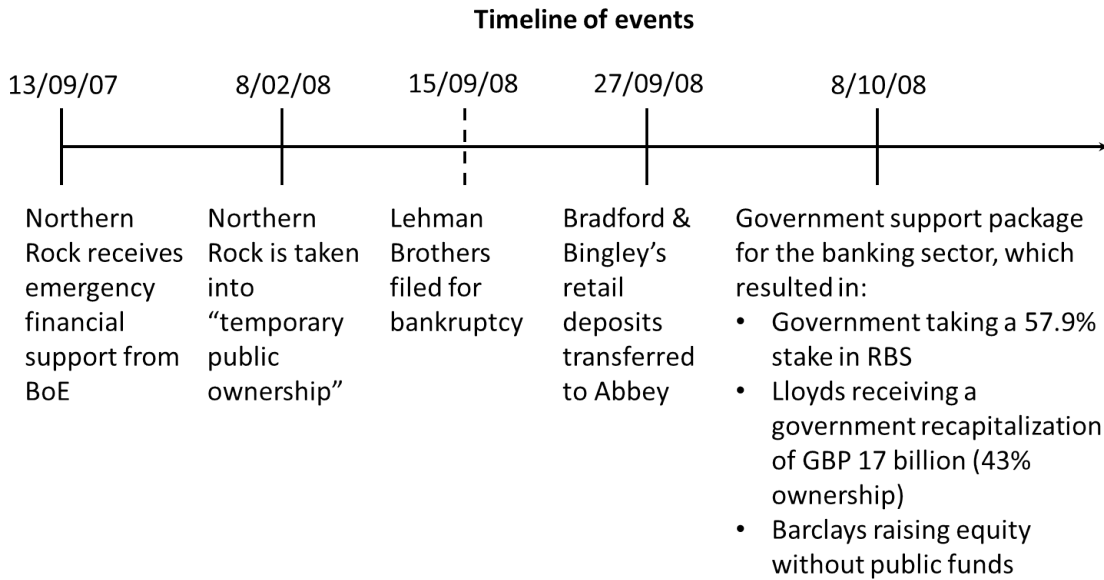 Timeline of events
13/09/07
8/02/08
15/09/08
27/09/08
8/10/08
Northern
Rock receives
emergency
financial
support from
BoE
Northern
Rock is taken
into
“temporary
public
ownership”
Lehman
Brothers
filed for
bankruptcy
Bradford &
Bingley’s
retail
deposits
transferred
to Abbey
Government support package
for the banking sector, which
resulted in:
• Government taking a 57.9%
stake in RBS
• Lloyds receiving a
government recapitalization
of GBP 17 billion (43%
ownership)
• Barclays raising equity
without public funds